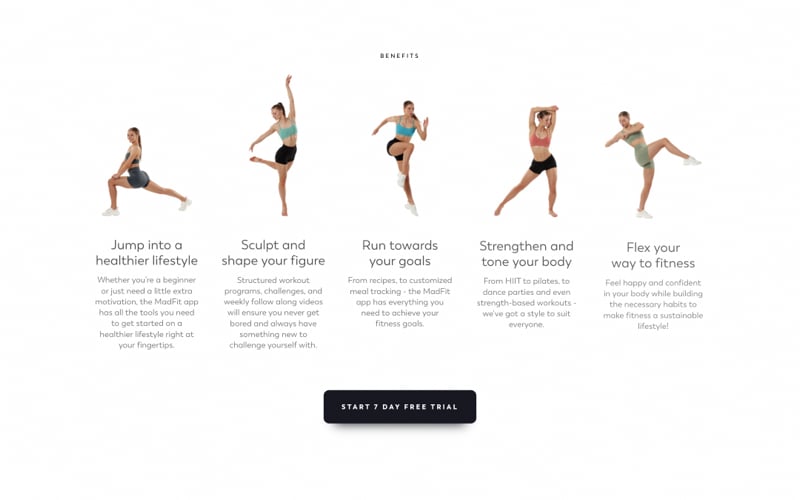 BENEFITS
Jump into a
healthier lifestyle
Whether you're a beginner
or just need a little extra
motivation, the MadFit app
has all the tools you need
to get started on a
healthier lifestyle right at
your fingertips.
Sculpt and
shape your figure
Structured workout
programs, challenges, and
weekly follow along videos
will ensure you never get
bored and always have
something new to
challenge yourself with.
Run towards
your goals
From recipes, to customized
meal tracking - the MadFit
app has everything you
need to achieve your
fitness goals.
Strengthen and
tone your body
From HIIT to pilates, to
dance parties and even
strength-based workouts -
we've got a style to suit
everyone.
Flex your
way to fitness
Feel happy and confident
in your body while building
the necessary habits to
make fitness a sustainable
lifestyle!
START 7 DAY FREE TRIAL